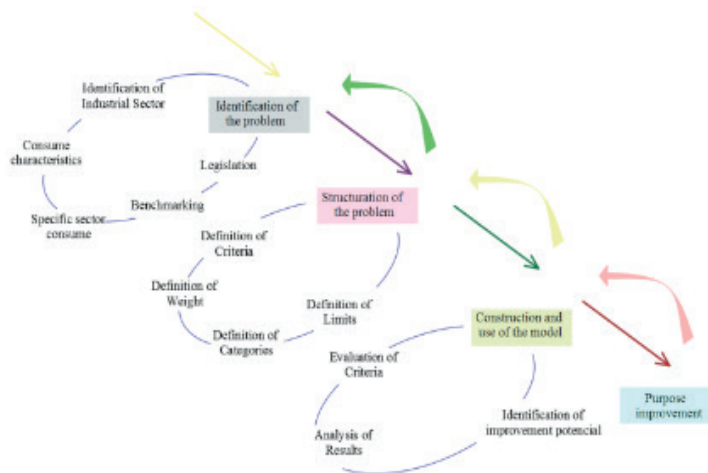 Identification of
Industrial Sector
Identification of
the problem
Consume
characteristics
Legislation
Benchmarking
Specific sector
consume
Structuration of
the problem
Definition of
Criteria
Definition of
Weight
Definition of
Limits
Definition of
Categories
Construction and
use of the model
Evaluation of
Criteria
Identification of
improvement potencial
Analysis of
Results
Purpose
improvement